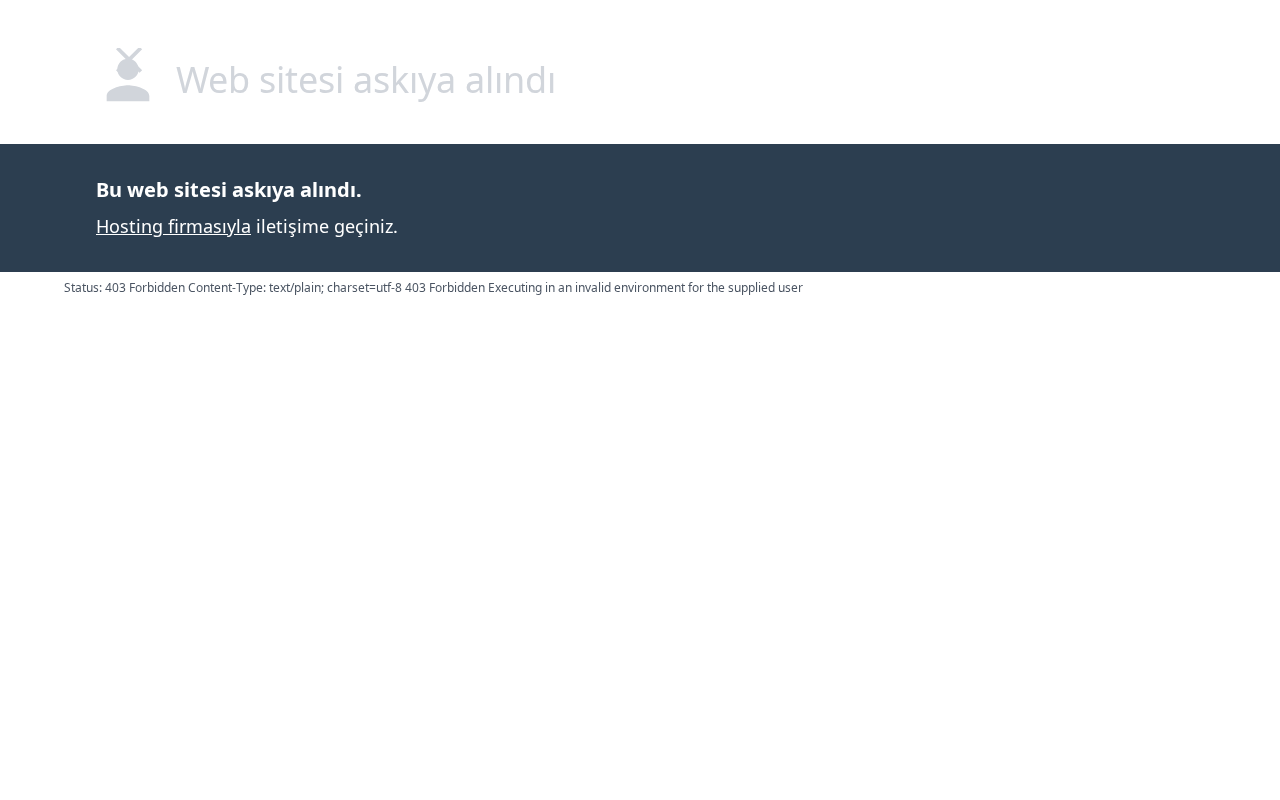 Web sitesi askıya alındı
Bu web sitesi askıya alındı.
Hosting firmasıyla iletişime geçiniz.
Status: 403 Forbidden Content-Type: text/plain; charset=utf-8 403 Forbidden Executing in an invalid environment for the supplied user